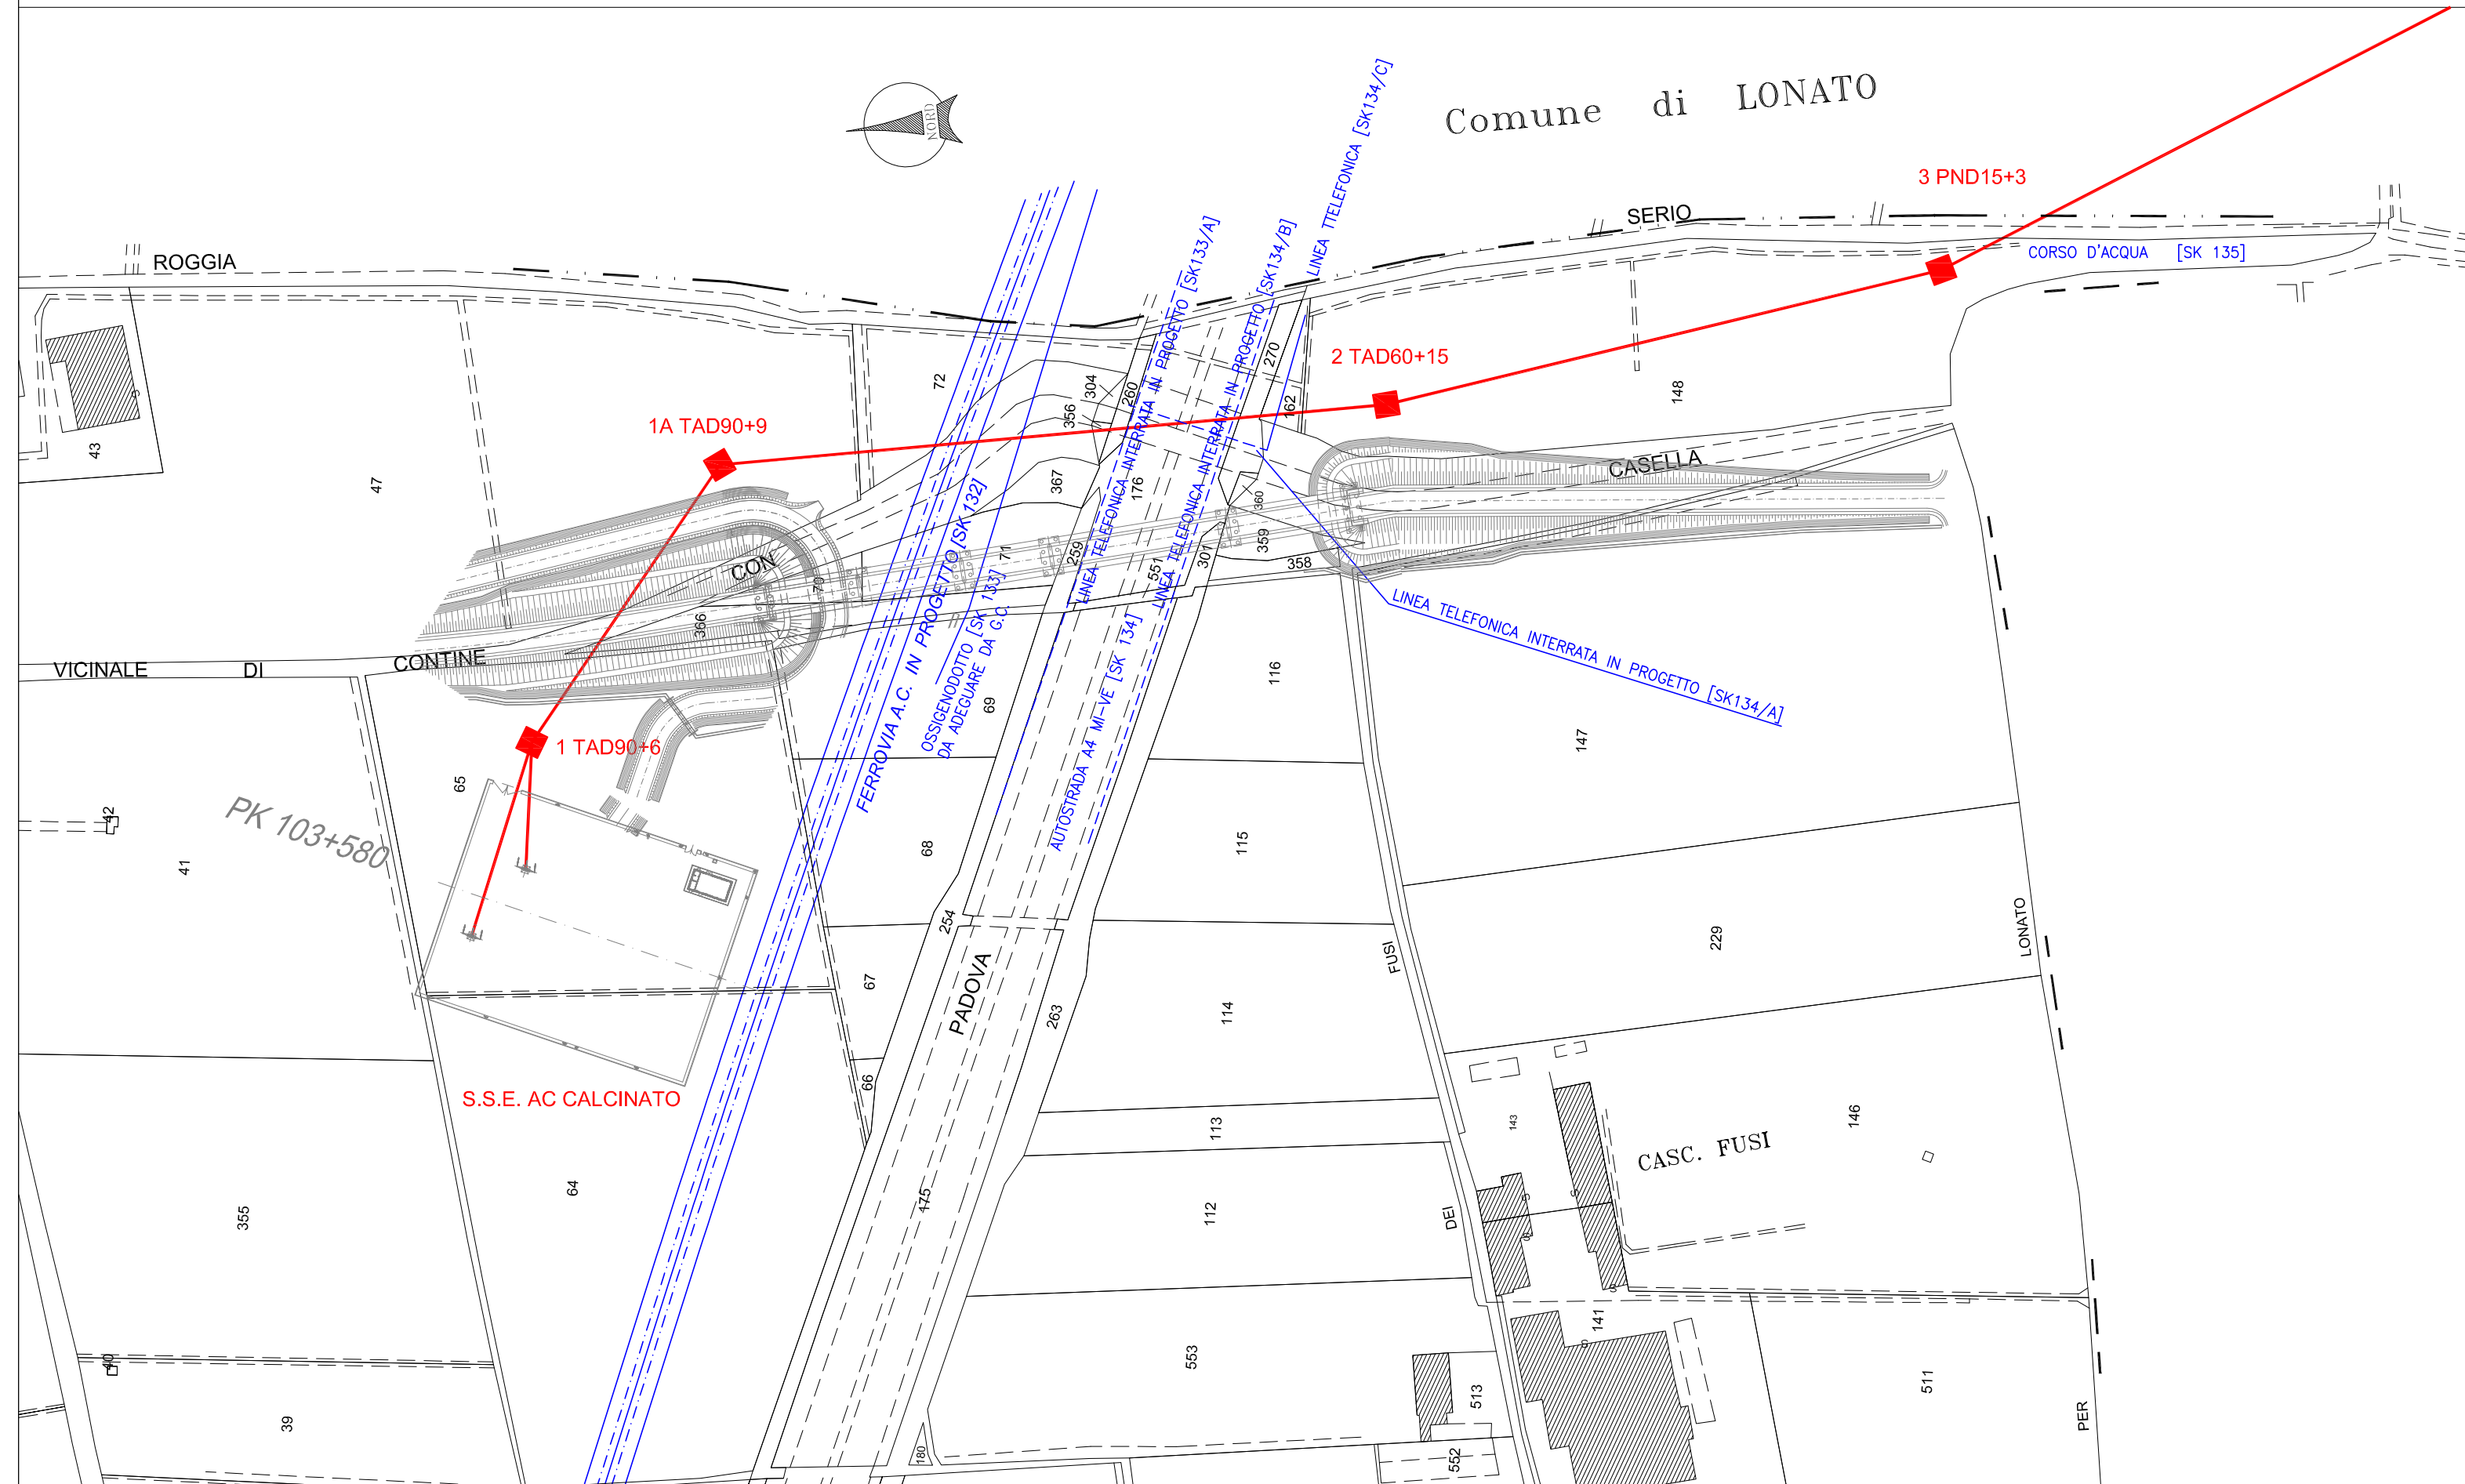 Comune di LONATO
NORD
3 PND15+3
SERIO
CORSO D'ACQUA [SK 135]
ROGGIA
LINEA TTELEFONICA [SK134/C]
LINEA TELEFONICA INTERRATA IN PROGETTO [SK133/A]
LINEA TELEFONICA INTERRATA IN PROGETTO [SK134/B]
2 TAD60+15
1A TAD90+9
72
304
260
356
270
162
148
43
47
367
176
360
CASELLA
259
71
551
301
359
358
CON
70
366
VICINALE
DI
CONTINE
LINEA TELEFONICA INTERRATA IN PROGETTO [SK134/A]
FERROVIA A.C. IN PROGETTO [SK 132]
OSSIGENODOTTO [SK 133]
DA ADEGUARE DA G.C.
AUTOSTRADA A4 MI-VE [SK 134]
1 TAD90+6
69
116
147
65
42
41
PK 103+580
68
115
254
67
PADOVA
263
114
FUSI
229
LONATO
66
S.S.E. AC CALCINATO
113
143
CASC. FUSI
146
64
355
475
112
DEI
S
S
S
S
S
141
553
513
511
PER
40
39
180
552